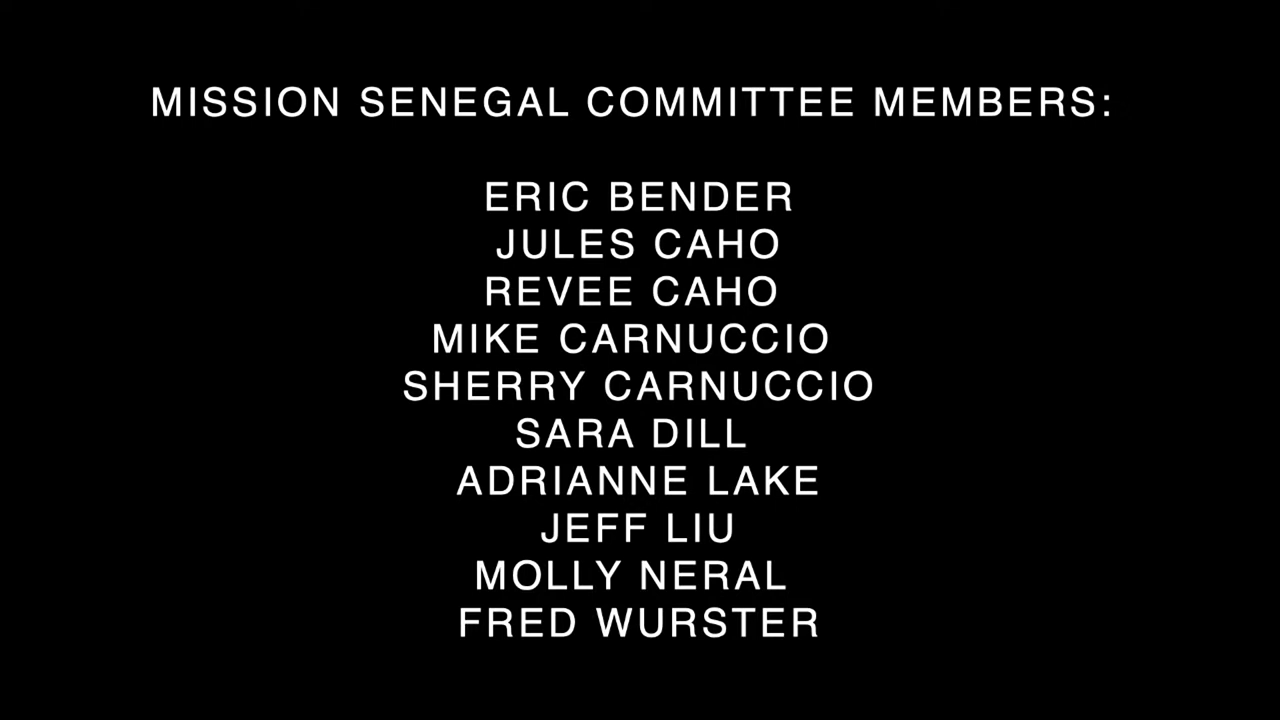 MISSION SENEGAL COMMITTEE MEMBERS:
ERIC BENDER
JULES CAHO
REVEE CAHO
MIKE CARNUCCIO
SHERRY CARNUCCIO
SARA DILL
ADRIANNE LAKE
JEFF LIU
MOLLY NERAL
FRED WURSTER